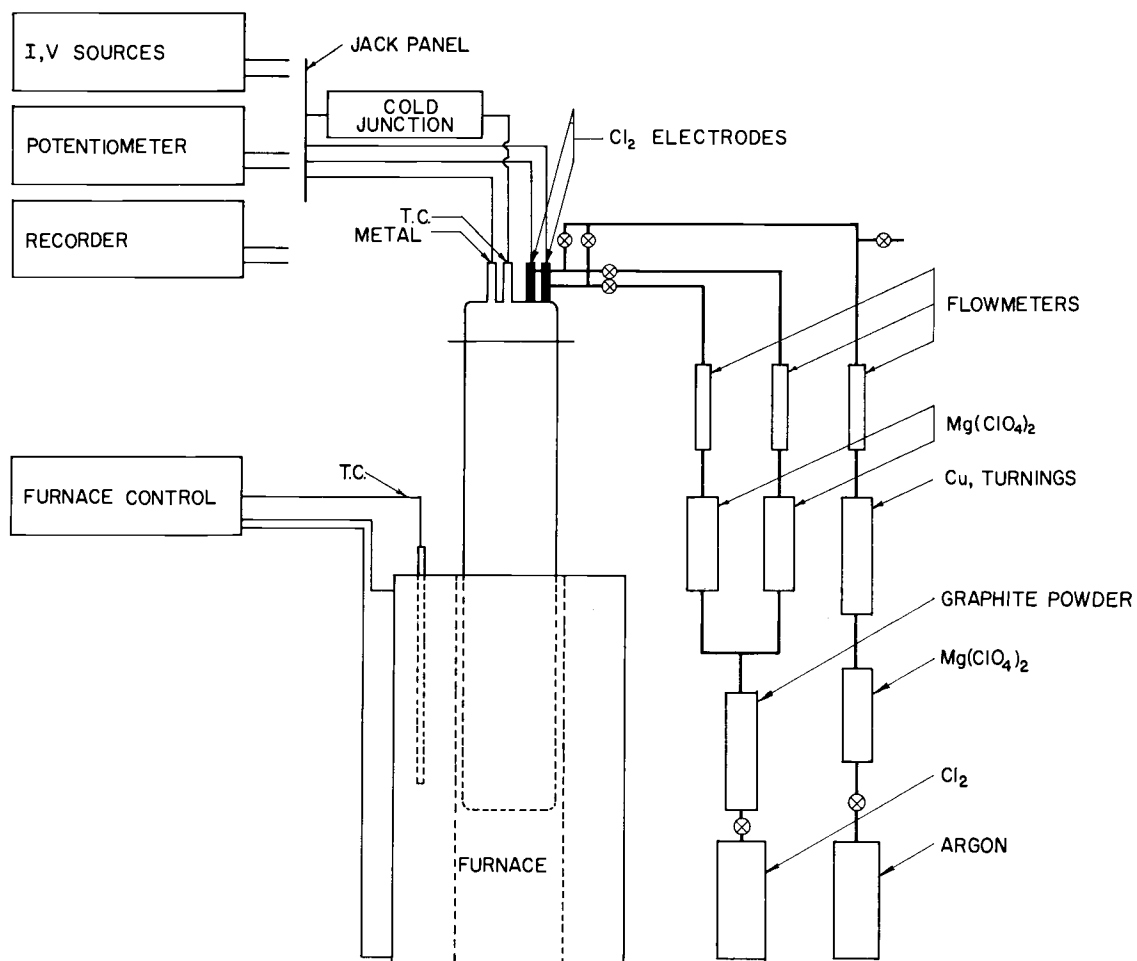 I,V SOURCES
JACK PANEL
COLD
JUNCTION
Cl₂ ELECTRODES
POTENTIOMETER
T.C.
METAL
RECORDER
FLOWMETERS
Mg(ClO₄)₂
T.C.
Cu, TURNINGS
FURNACE CONTROL
GRAPHITE POWDER
Mg(ClO₄)₂
Cl₂
ARGON
FURNACE